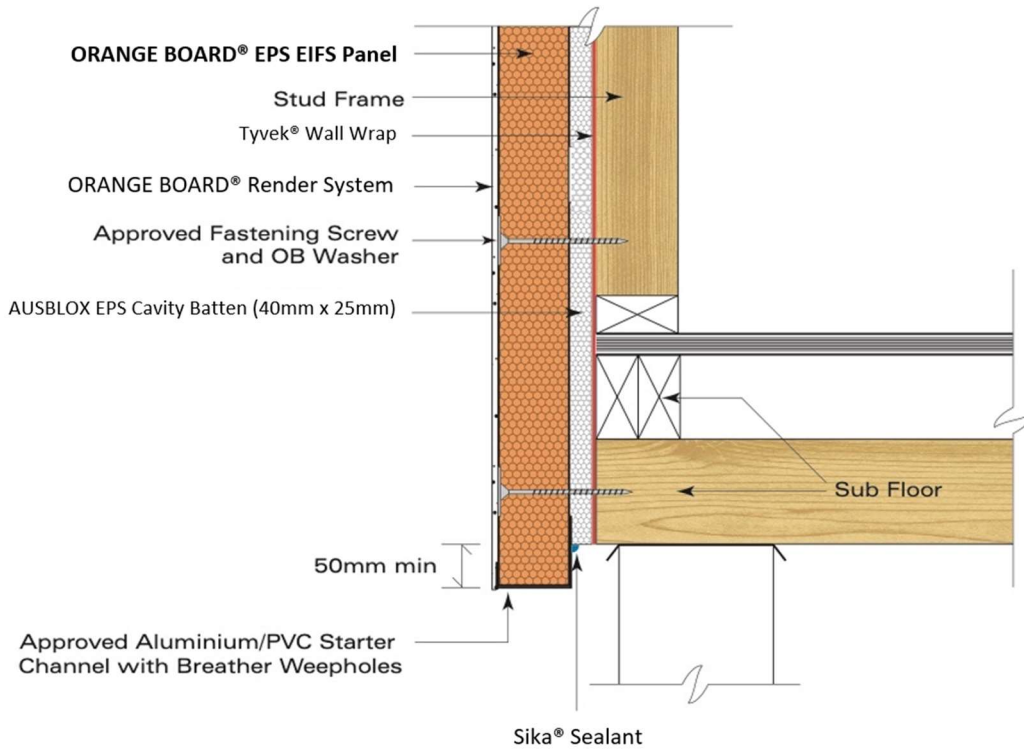 ORANGE BOARD® EPS EIFS Panel
Stud Frame
Tyvek® Wall Wrap
ORANGE BOARD® Render System
Approved Fastening Screw
and OB Washer
AUSBLOX EPS Cavity Batten (40mm x 25mm)
Sub Floor
50mm min
Approved Aluminium/PVC Starter
Channel with Breather Weepholes
Sika® Sealant